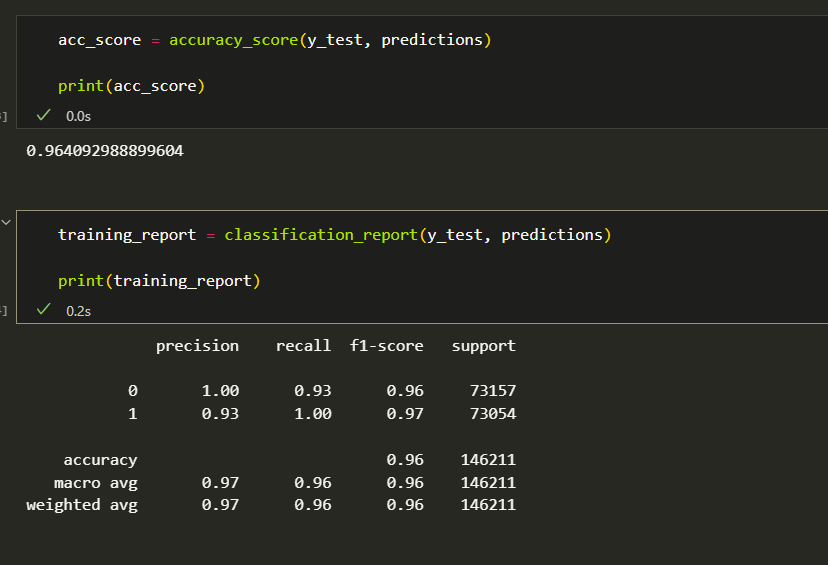 acc_score = accuracy_score(y_test, predictions)
print(acc_score)
]
0.0s
0.964092988899604
training_report = classification_report(y_test, predictions)
print(training_report)
]
0.2s
precision recall f1-score support
0 1.00 0.93 0.96 73157
1 0.93 1.00 0.97 73054
accuracy 0.96 146211
macro avg 0.97 0.96 0.96 146211
weighted avg 0.97 0.96 0.96 146211